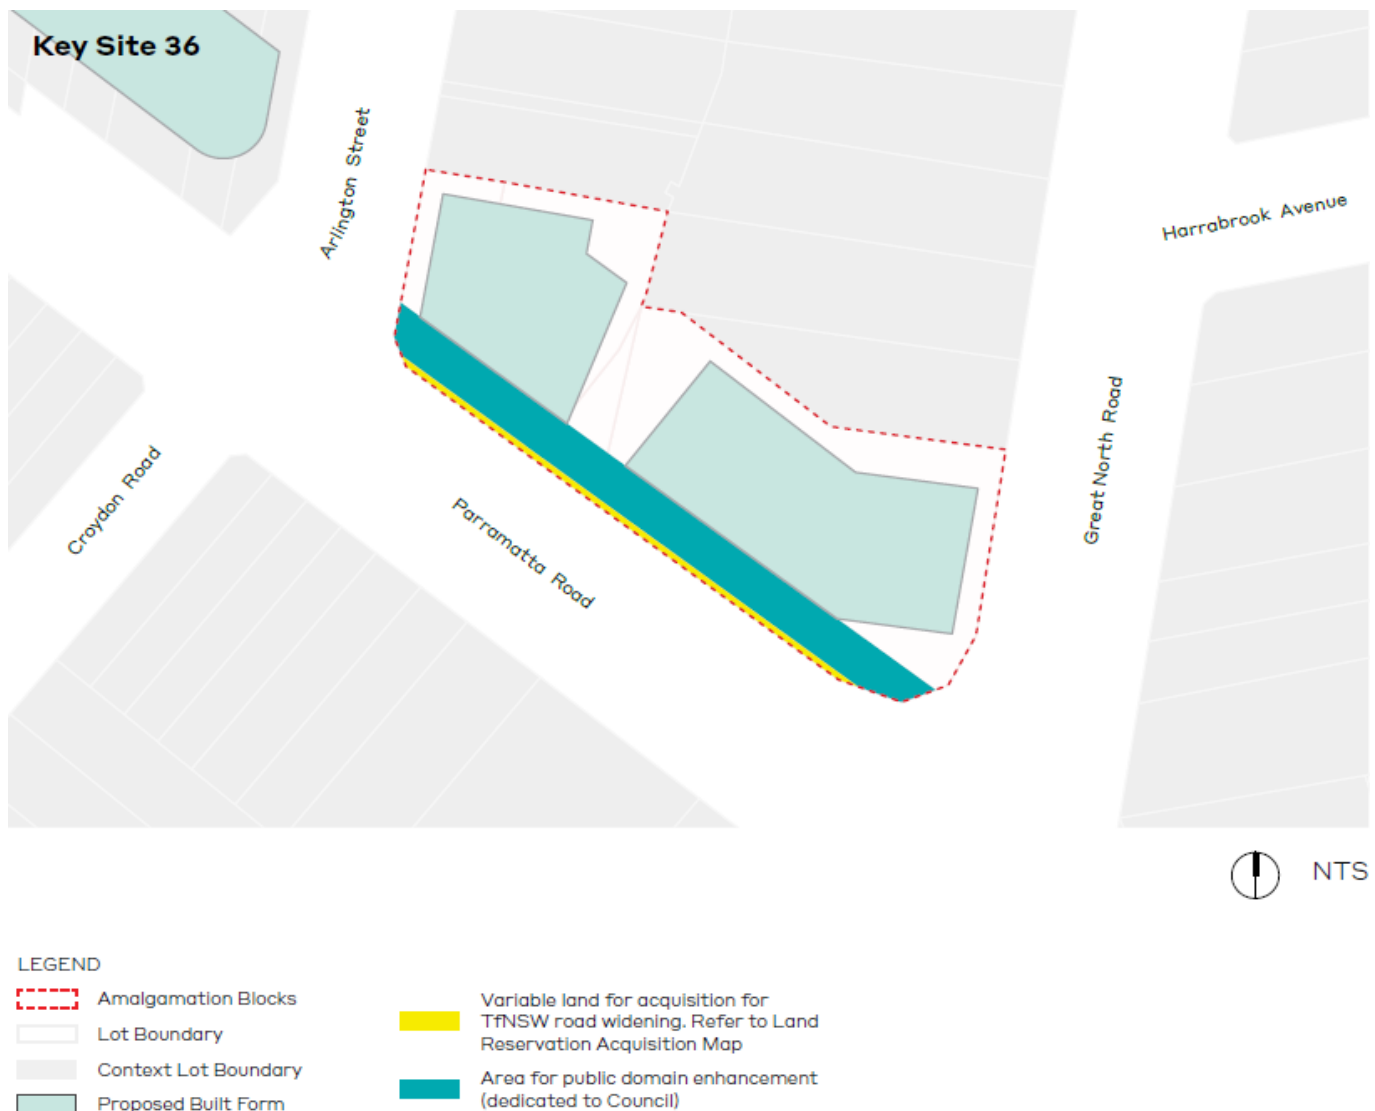 Key Site 36
Arlington Street
Harrabrook Avenue
Great North Road
Croydon Road
Parramatta Road
NTS
LEGEND
Amalgamation Blocks
Lot Boundary
Context Lot Boundary
Proposed Built Form
Variable land for acquisition for
TfNSW road widening. Refer to Land
Reservation Acquisition Map
Area for public domain enhancement
(dedicated to Council)